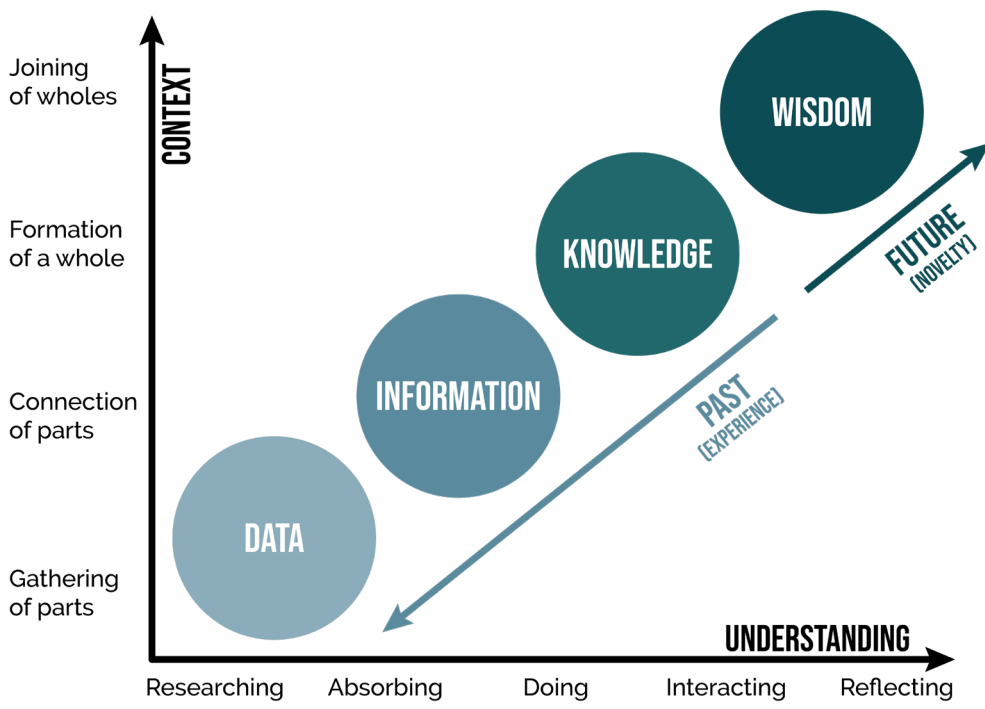 Joining
of wholes
CONTEXT
WISDOM
Formation
of a whole
KNOWLEDGE
FUTURE
(NOVELTY)
Connection
of parts
INFORMATION
PAST
(EXPERIENCE)
Gathering
of parts
DATA
UNDERSTANDING
Researching
Absorbing
Doing
Interacting
Reflecting